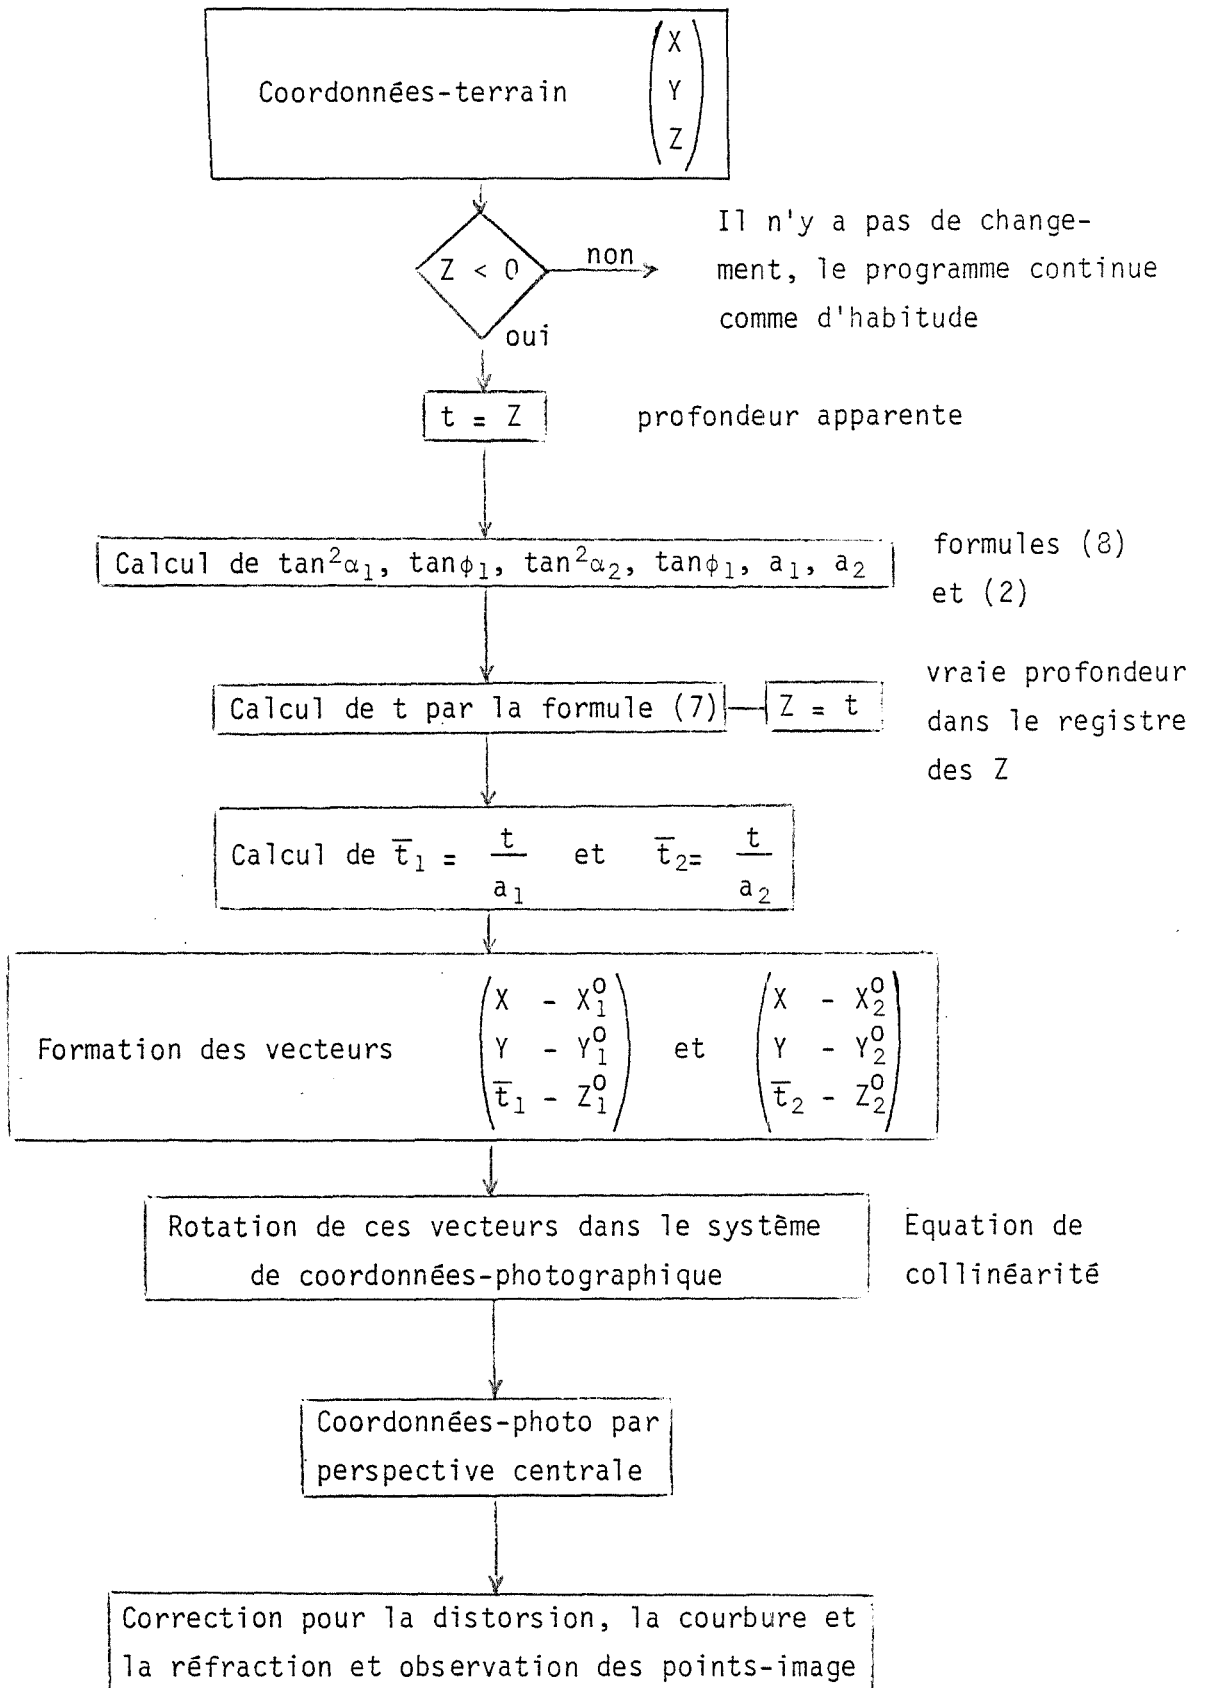 Coordonnées-terrain (X Y Z)
Z < 0
non
oui
Il n'y a pas de change-
ment, le programme continue
comme d'habitude
t = Z
profondeur apparente
Calcul de tan²α₁, tanφ₁, tan²α₂, tanφ₁, a₁, a₂
formules (8)
et (2)
Calcul de t par la formule (7)
Z = t
vraie profondeur
dans le registre
des Z
Calcul de t̅₁ = t/a₁ et t̅₂= t/a₂
Formation des vecteurs
X - X₁⁰
Y - Y₁⁰
t̅₁ - Z₁⁰
et
X - X₂⁰
Y - Y₂⁰
t̅₂ - Z₂⁰
Rotation de ces vecteurs dans le système
de coordonnées-photographique
Equation de
collinéarité
Coordonnées-photo par
perspective centrale
Correction pour la distorsion, la courbure et
la réfraction et observation des points-image